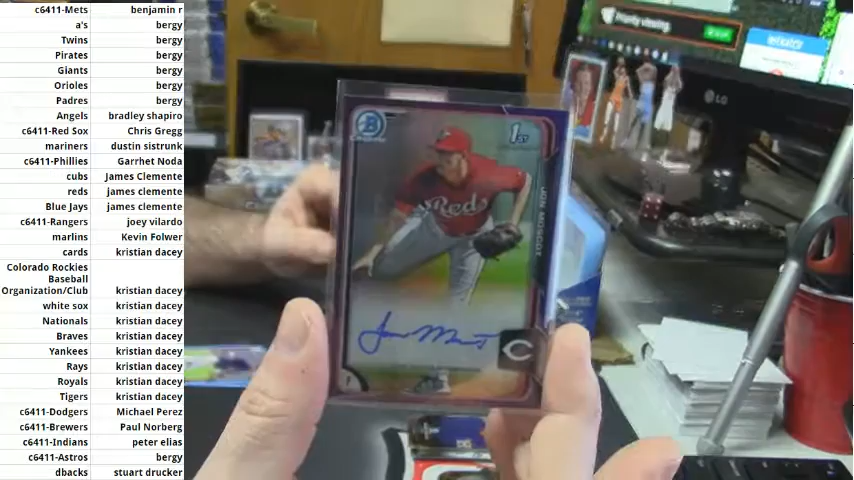 c6411-Mets benjamin r
a's bergy
Twins bergy
Pirates bergy
Giants bergy
Orioles bergy
Padres bergy
Angels bradley shapiro
c6411-Red Sox Chris Gregg
mariners dustin sistrunk
c6411-Phillies Garrhet Noda
cubs James Clemente
reds james clemente
Blue Jays james clemente
c6411-Rangers joey vilardo
marlins Kevin Folwer
cards kristian dacey
Colorado Rockies
Baseball
Organization/Club kristian dacey
white sox kristian dacey
Nationals kristian dacey
Braves kristian dacey
Yankees kristian dacey
Rays kristian dacey
Royals kristian dacey
Tigers kristian dacey
c6411-Dodgers Michael Perez
c6411-Brewers Paul Norberg
c6411-Indians peter elias
c6411-Astros bergy
dbacks stuart drucker
B
1ST
Reds
JON MOSCOT
C
LG